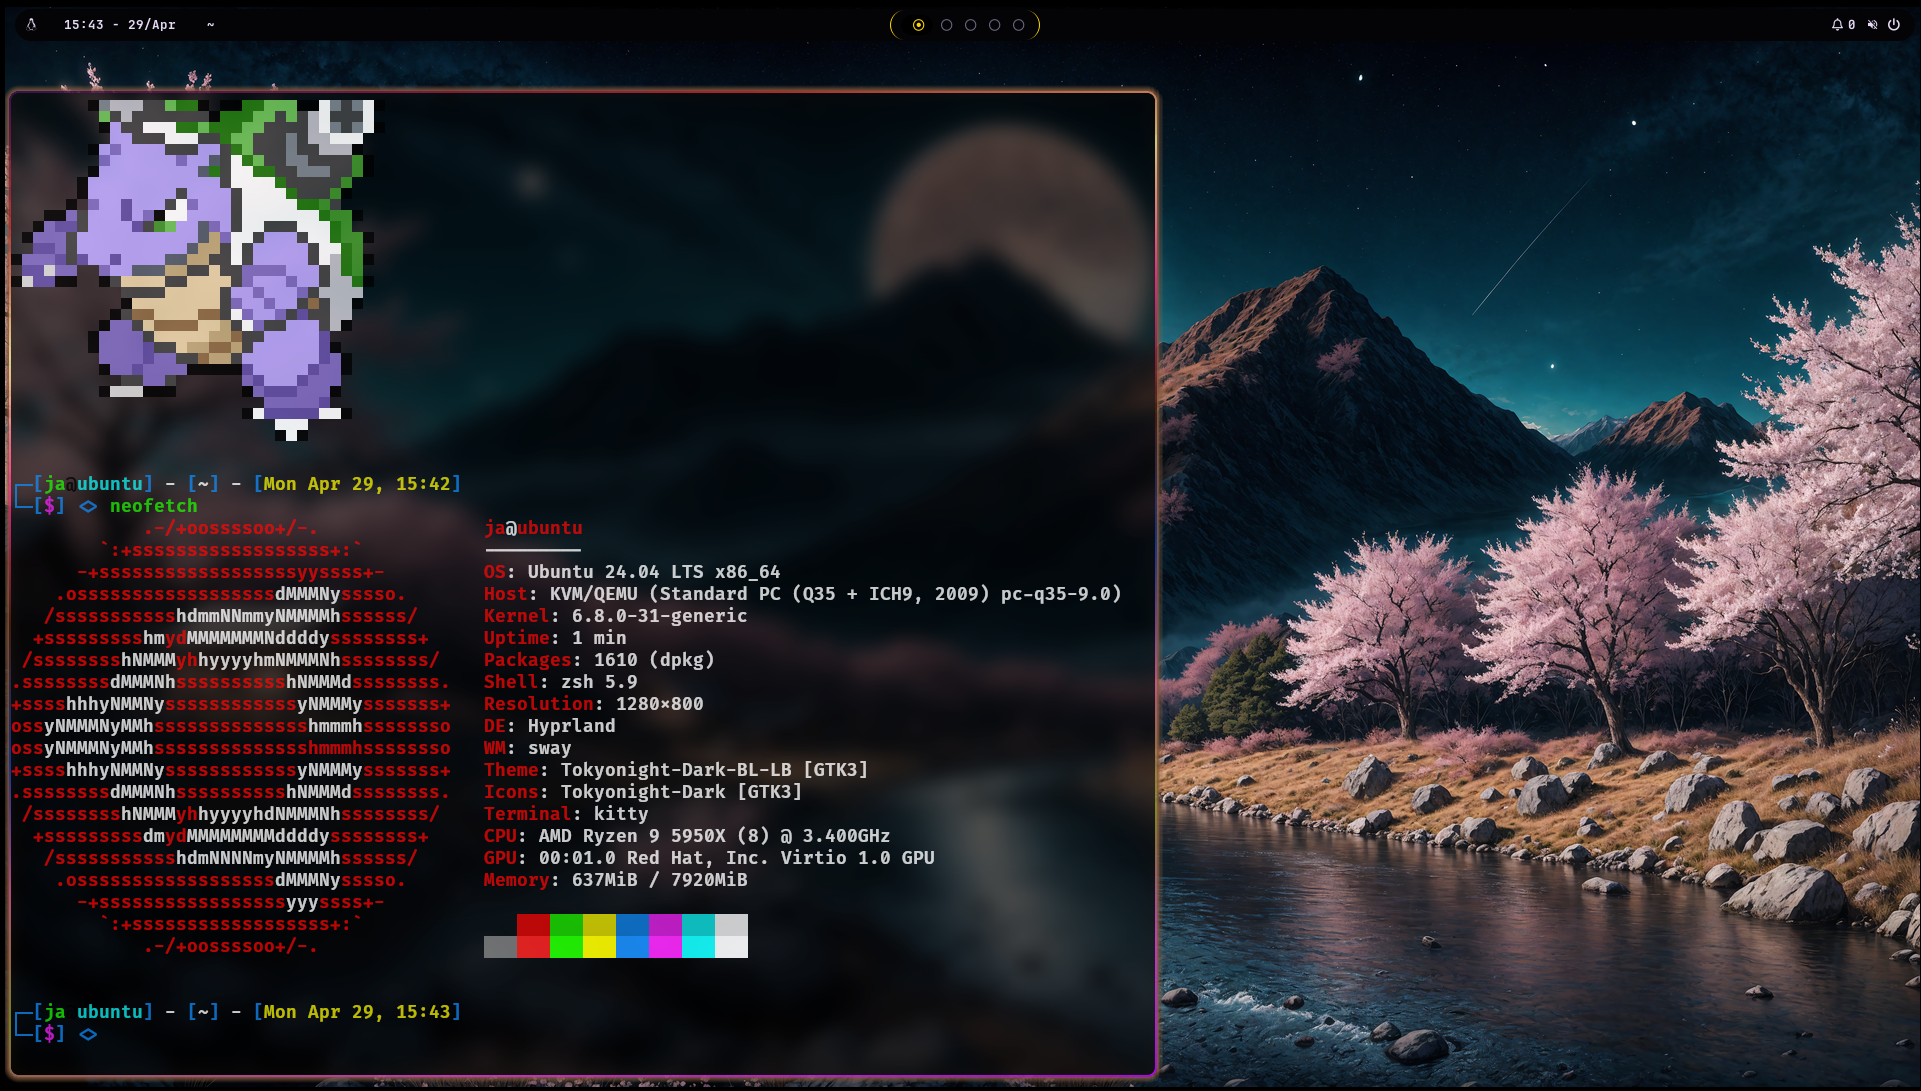 15:43 - 29/Apr ~ 0
┌─[ja@ubuntu] - [~] - [Mon Apr 29, 15:42]
└─[$] <> neofetch
.-/+oossssoo+/-.
`:+ssssssssssssssssss+:`
-+ssssssssssssssssssyyssss+-
.ossssssssssssssssssdMMMNysssso.
/ssssssssssshdmmNNmmyNMMMMhssssss/
+ssssssssshmydMMMMMMMNddddyssssssss+
/sssssssshNMMMyhhyyyyhmNMMMNhssssssss/
.ssssssssdMMMNhsssssssssshNMMMdssssssss.
+sssshhhyNMMNyssssssssssssyNMMMysssssss+
ossyNMMMNyMMhsssssssssssssshmmmhssssssso
ossyNMMMNyMMhsssssssssssssshmmmhssssssso
+sssshhhyNMMNyssssssssssssyNMMMysssssss+
.ssssssssdMMMNhsssssssssshNMMMdssssssss.
/sssssssshNMMMyhhyyyyhdNMMMNhssssssss/
+sssssssssdmydMMMMMMMMddddyssssssss+
/ssssssssssshdmNNNNmyNMMMMhssssss/
.ossssssssssssssssssdMMMNysssso.
-+sssssssssssssssssyyyssss+-
`:+ssssssssssssssssss+:`
.-/+oossssoo+/-.
ja@ubuntu
---------
OS: Ubuntu 24.04 LTS x86_64
Host: KVM/QEMU (Standard PC (Q35 + ICH9, 2009) pc-q35-9.0)
Kernel: 6.8.0-31-generic
Uptime: 1 min
Packages: 1610 (dpkg)
Shell: zsh 5.9
Resolution: 1280x800
DE: Hyprland
WM: sway
Theme: Tokyonight-Dark-BL-LB [GTK3]
Icons: Tokyonight-Dark [GTK3]
Terminal: kitty
CPU: AMD Ryzen 9 5950X (8) @ 3.400GHz
GPU: 00:01.0 Red Hat, Inc. Virtio 1.0 GPU
Memory: 637MiB / 7920MiB
┌─[ja ubuntu] - [~] - [Mon Apr 29, 15:43]
└─[$] <>